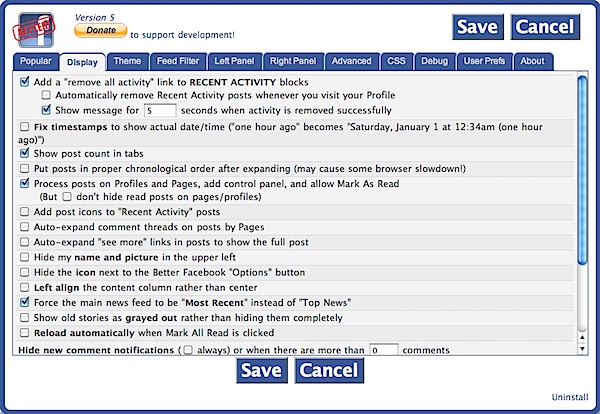 Version 5
Donate to support development!
Save Cancel
Popular Display Theme Feed Filter Left Panel Right Panel Advanced CSS Debug User Prefs About
Add a "remove all activity" link to RECENT ACTIVITY blocks
Automatically remove Recent Activity posts whenever you visit your Profile
Show message for 5 seconds when activity is removed successfully
Fix timestamps to show actual date/time ("one hour ago" becomes "Saturday, January 1 at 12:34am (one hour
ago)")
Show post count in tabs
Put posts in proper chronological order after expanding (may cause some browser slowdown!)
Process posts on Profiles and Pages, add control panel, and allow Mark As Read
(But don't hide read posts on pages/profiles)
Add post icons to "Recent Activity" posts
Auto-expand comment threads on posts by Pages
Auto-expand "see more" links in posts to show the full post
Hide my name and picture in the upper left
Hide the icon next to the Better Facebook "Options" button
Left align the content column rather than center
Force the main news feed to be "Most Recent" instead of "Top News"
Show old stories as grayed out rather than hiding them completely
Reload automatically when Mark All Read is clicked
Hide new comment notifications ( always) or when there are more than 0 comments
Save Cancel
Uninstall